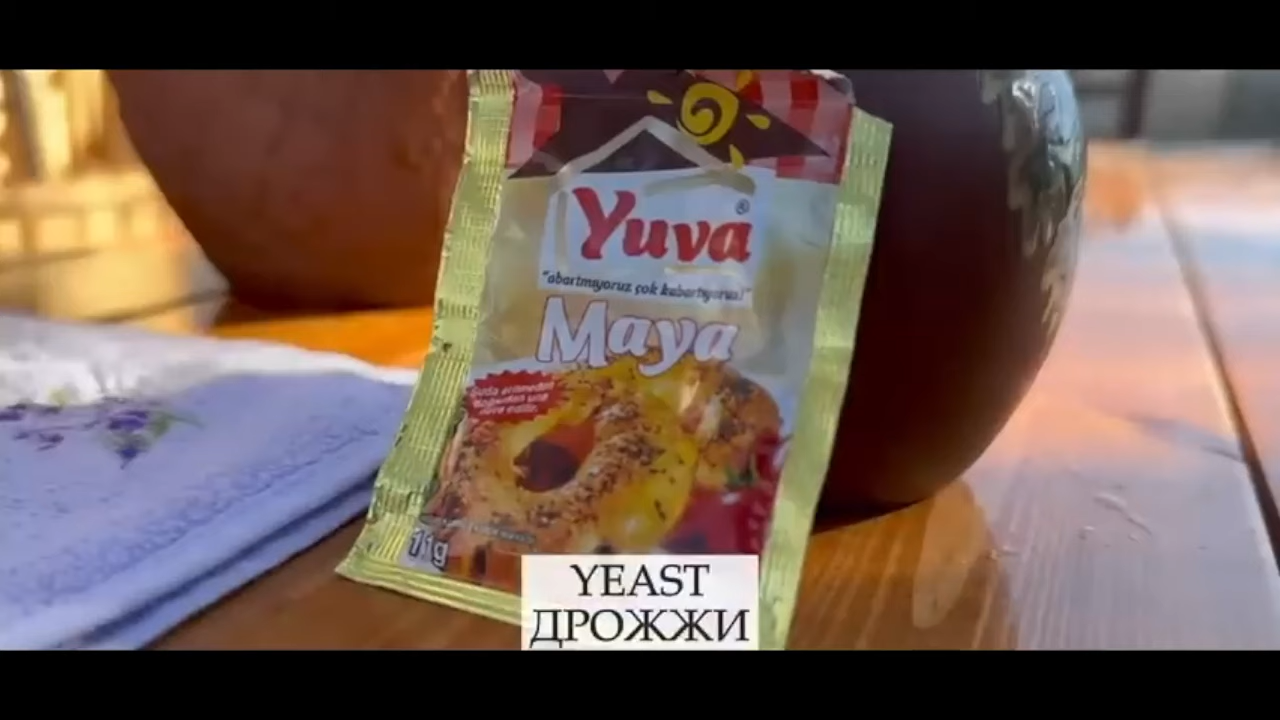 Yuva®
"abartmıyoruz çok kabartıyoruz!"
Maya
11g
YEAST
ДРОЖЖИ